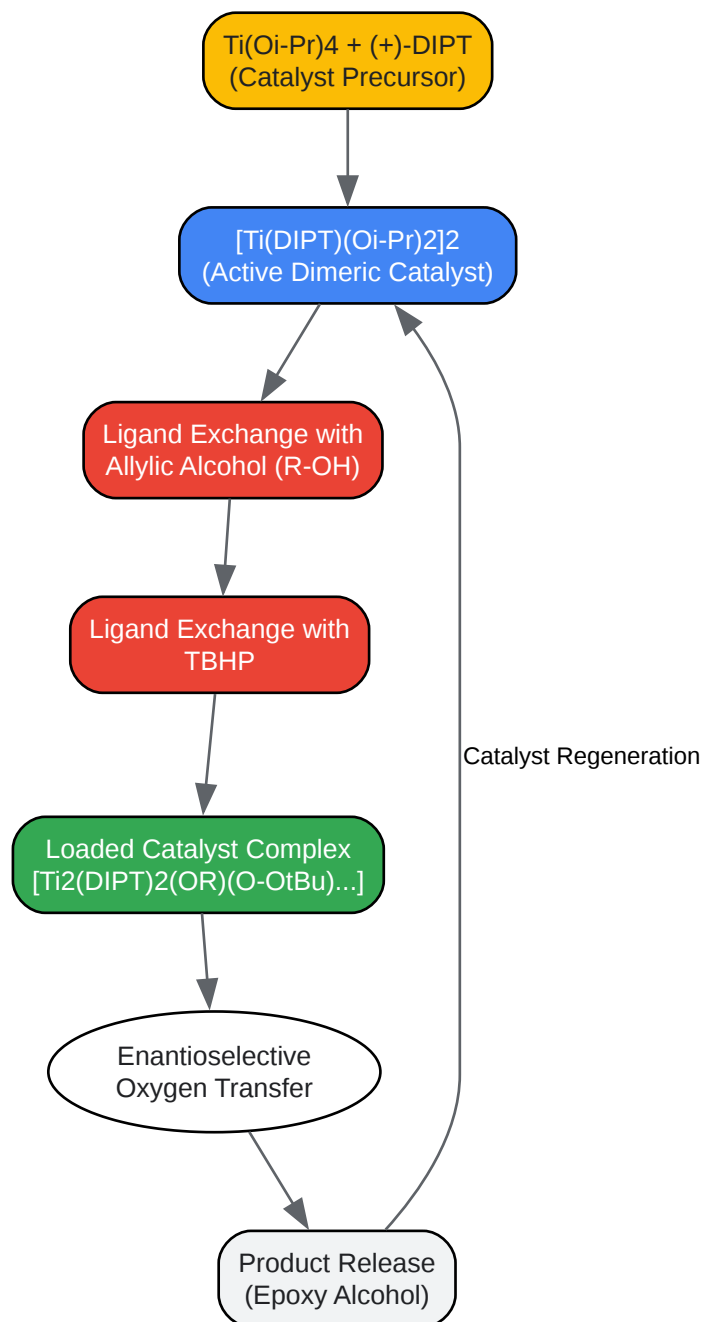 Ti(Oi-Pr)4 + (+)-DIPT
(Catalyst Precursor)
[Ti(DIPT)(Oi-Pr)2]2
(Active Dimeric Catalyst)
Ligand Exchange with
Allylic Alcohol (R-OH)
Ligand Exchange with
TBHP
Catalyst Regeneration
Loaded Catalyst Complex
[Ti2(DIPT)2(OR)(O-OtBu)...]
Enantioselective
Oxygen Transfer
Product Release
(Epoxy Alcohol)